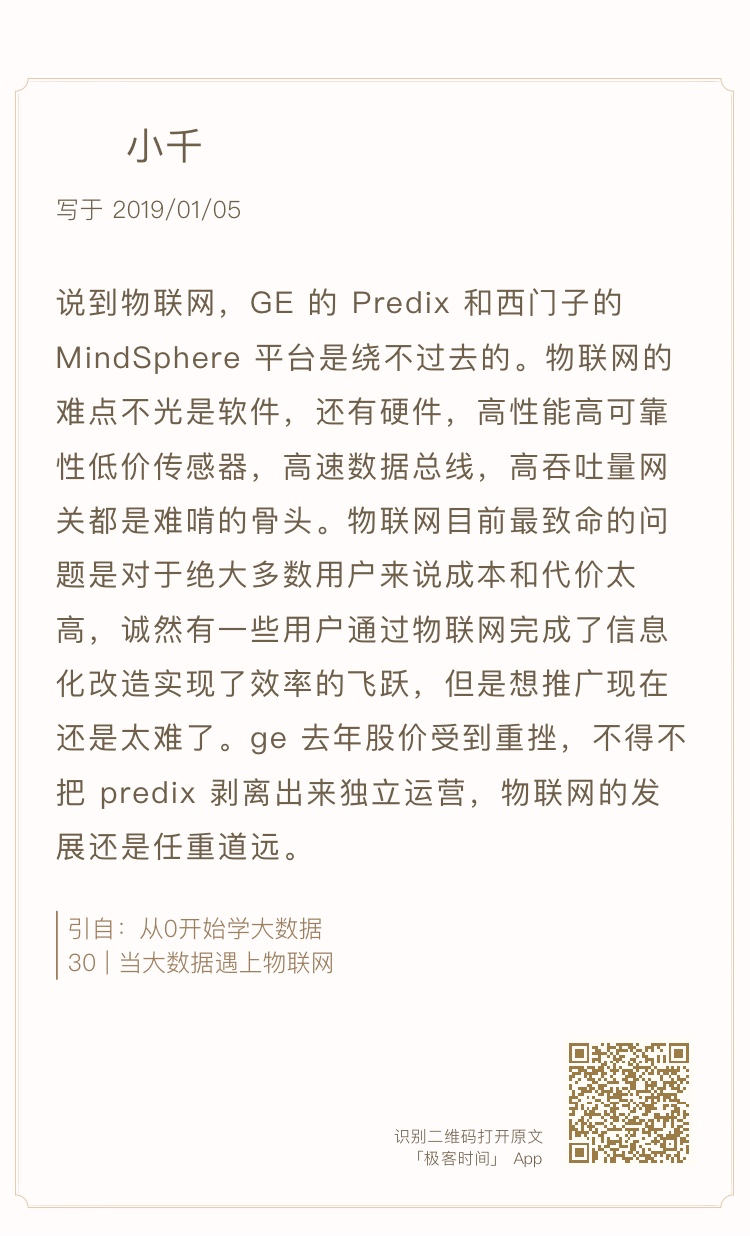 小千
写于 2019/01/05
说到物联网，GE 的 Predix 和西门子的
MindSphere 平台是绕不过去的。物联网的
难点不光是软件，还有硬件，高性能高可靠
性低价传感器，高速数据总线，高吞吐量网
关都是难啃的骨头。物联网目前最致命的问
题是对于绝大多数用户来说成本和代价太
高，诚然有一些用户通过物联网完成了信息
化改造实现了效率的飞跃，但是想推广现在
还是太难了。ge 去年股价受到重挫，不得不
把 predix 剥离出来独立运营，物联网的发
展还是任重道远。
引自：从0开始学大数据
30 | 当大数据遇上物联网
识别二维码打开原文
「极客时间」 App